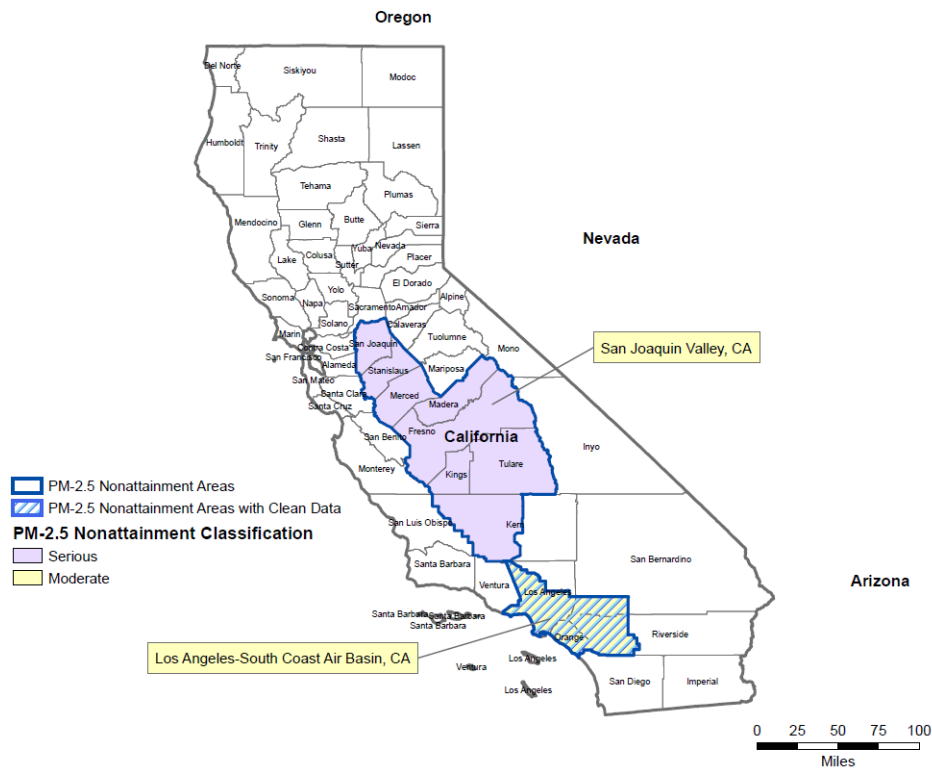 Oregon
Del Norte
Siskiyou
Modoc
Humboldt
Trinity
Shasta
Lassen
Tehama
Plumas
Mendocino
Glenn
Butte
Sierra
Lake
Colusa
Yuba
Nevada
Sutter
Placer
Nevada
Sonoma
Napa
Yolo
El Dorado
Alpine
Solano
Sacramento
Amador
Calaveras
Marin
Contra Costa
San Joaquin
Tuolumne
Mono
San Joaquin Valley, CA
San Francisco
Alameda
Stanislaus
Mariposa
San Mateo
Santa Clara
Merced
Madera
Santa Cruz
San Benito
Fresno
California
Inyo
Monterey
Kings
Tulare
PM-2.5 Nonattainment Areas
PM-2.5 Nonattainment Areas with Clean Data
PM-2.5 Nonattainment Classification
Serious
Moderate
San Luis Obispo
Kern
Santa Barbara
San Bernardino
Arizona
Ventura
Los Angeles
Santa Barbara
Santa Barbara
Santa Barbara
Orange
Riverside
Los Angeles-South Coast Air Basin, CA
Ventura
Los Angeles
San Diego
Imperial
Los Angeles
0 25 50 75 100
Miles